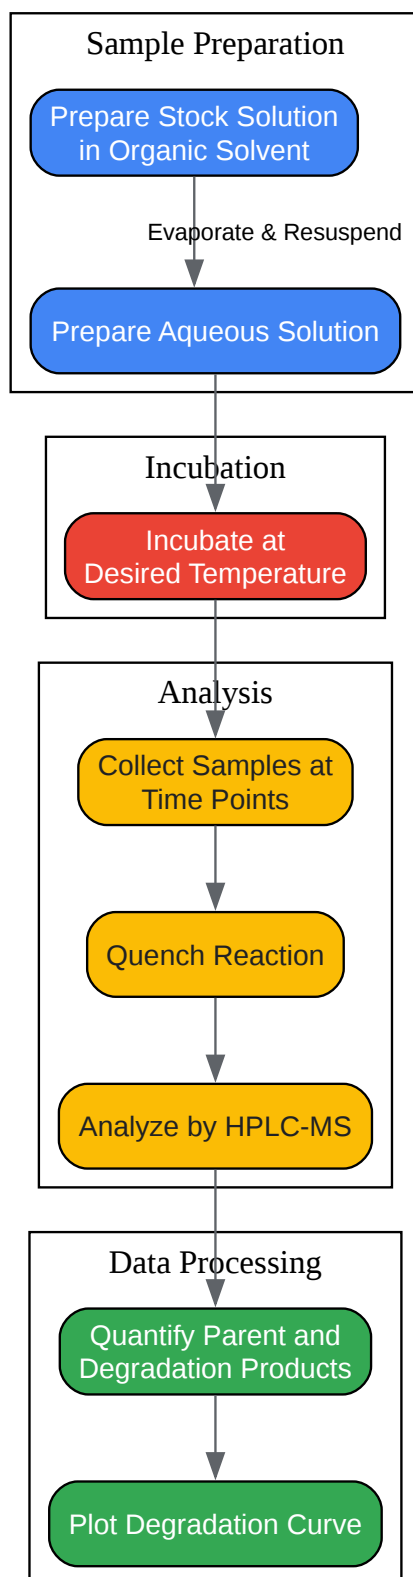 Sample Preparation
Prepare Stock Solution
in Organic Solvent
Evaporate & Resuspend
Prepare Aqueous Solution
Incubation
Incubate at
Desired Temperature
Analysis
Collect Samples at
Time Points
Quench Reaction
Analyze by HPLC-MS
Data Processing
Quantify Parent and
Degradation Products
Plot Degradation Curve